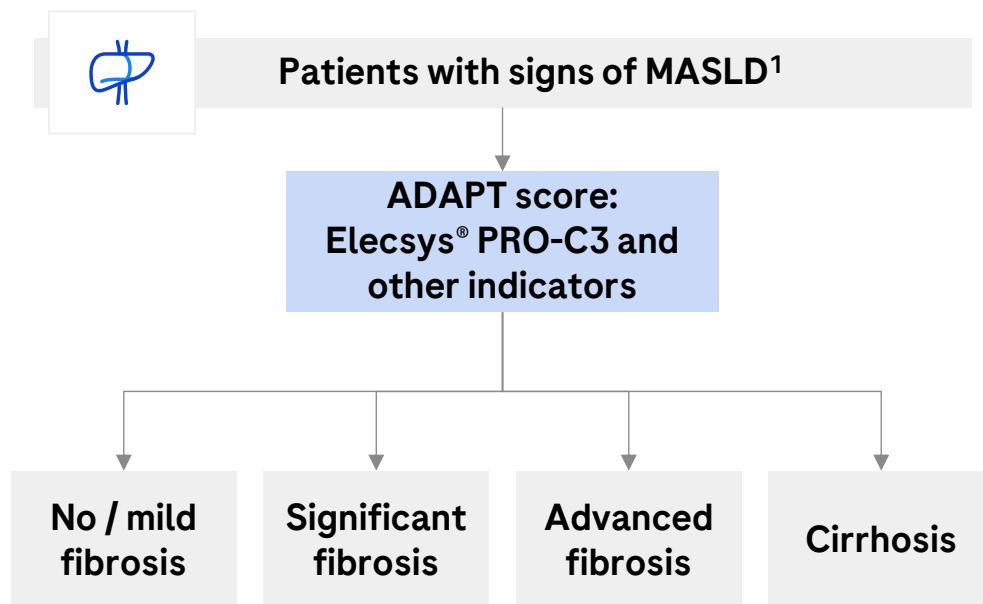 Patients with signs of MASLD¹
ADAPT score:
Elecsys® PRO-C3 and
other indicators
No / mild
fibrosis
Significant
fibrosis
Advanced
fibrosis
Cirrhosis